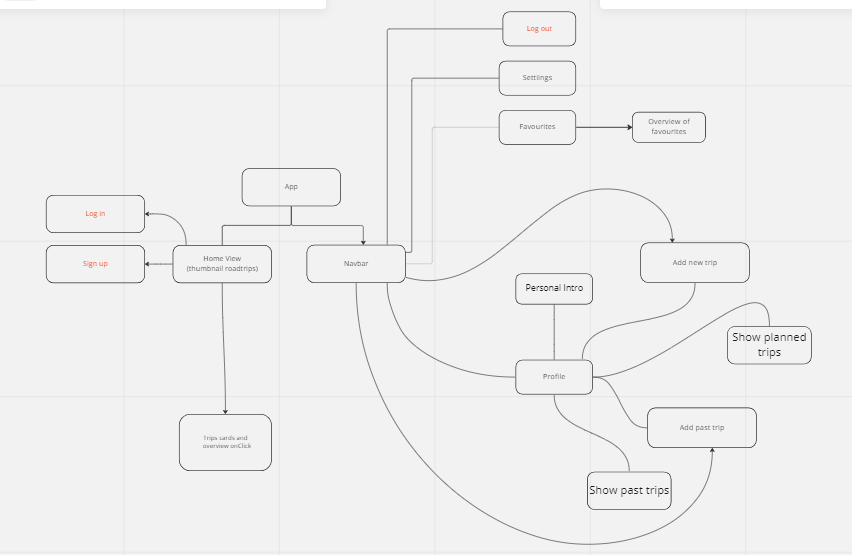 Log out
Settings
Favourites
Overview of
favourites
App
Log in
Sign up
Home View
(thumbnail roadtrips)
Navbar
Add new trip
Personal Intro
Show planned
trips
Profile
Add past trip
Trips cards and
overview onClick
Show past trips